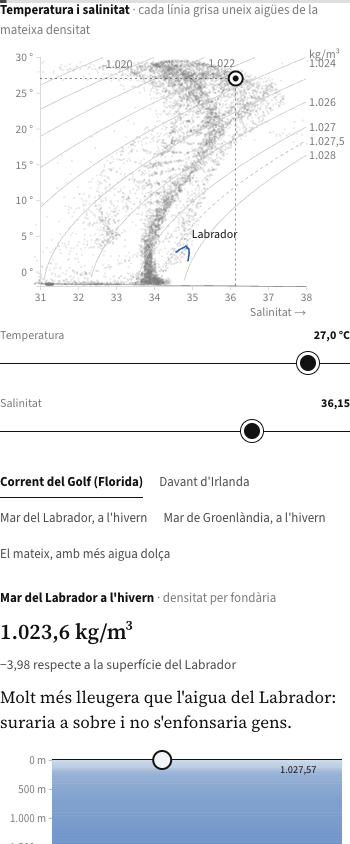 Temperatura i salinitat · cada línia grisa uneix aigües de la
mateixa densitat
kg/m³
30 °
1.020
1.022
1.024
25 °
1.026
20 °
1.027
1.027,5
15 °
1.028
10 °
5 °
Labrador
0 °
31 32 33 34 35 36 37 38
Salinitat →
Temperatura 27,0 °C
Salinitat 36,15
Corrent del Golf (Florida) Davant d'Irlanda
Mar del Labrador, a l'hivern Mar de Groenlàndia, a l'hivern
El mateix, amb més aigua dolça
Mar del Labrador a l'hivern · densitat per fondària
1.023,6 kg/m³
−3,98 respecte a la superfície del Labrador
Molt més lleugera que l'aigua del Labrador:
suraria a sobre i no s'enfonsaria gens.
0 m
1.027,57
500 m
1.000 m